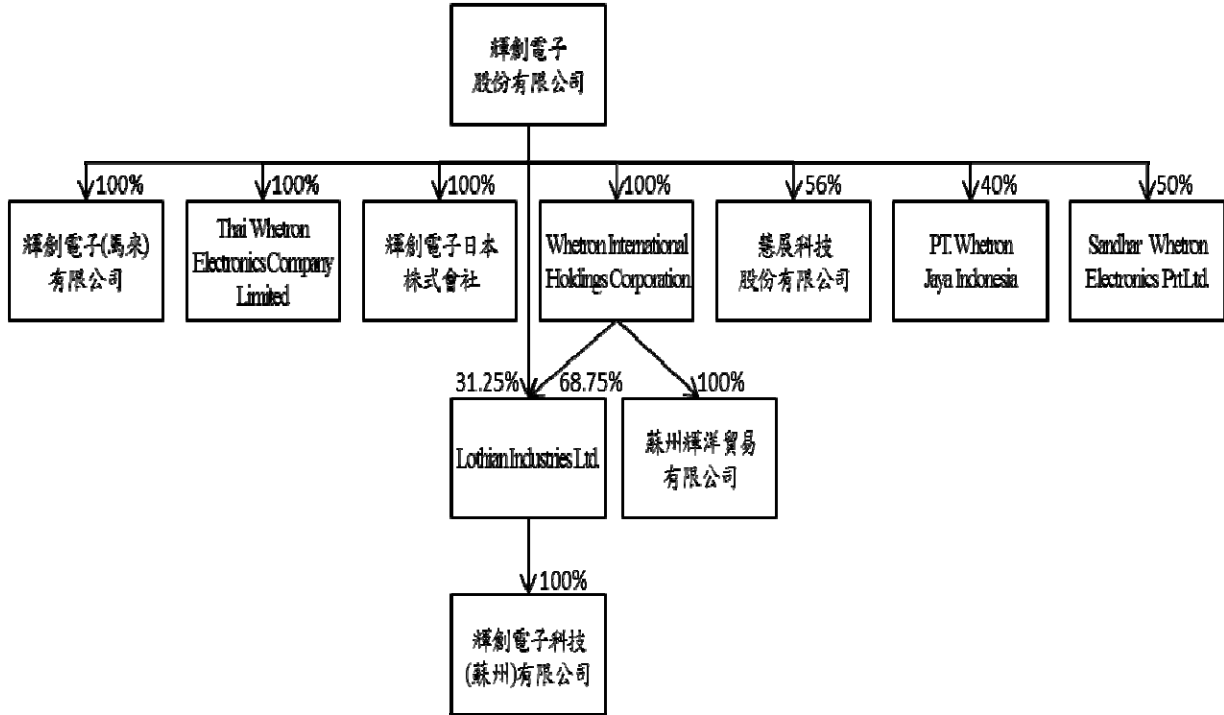 輝創電子
股份有限公司
100%
100%
100%
100%
56%
40%
50%
輝創電子(馬來)
有限公司
Thai Whetron
Electronics Company
Limited
輝創電子日本
株式會社
Whetron International
Holdings Corporation
慧展科技
股份有限公司
PT. Whetron
Jaya Indonesia
Sandhar Whetron
Electronics Pvt Ltd.
31.25%
68.75%
100%
Lothian Industries Ltd.
蘇州輝洋貿易
有限公司
100%
輝創電子科技
(蘇州)有限公司